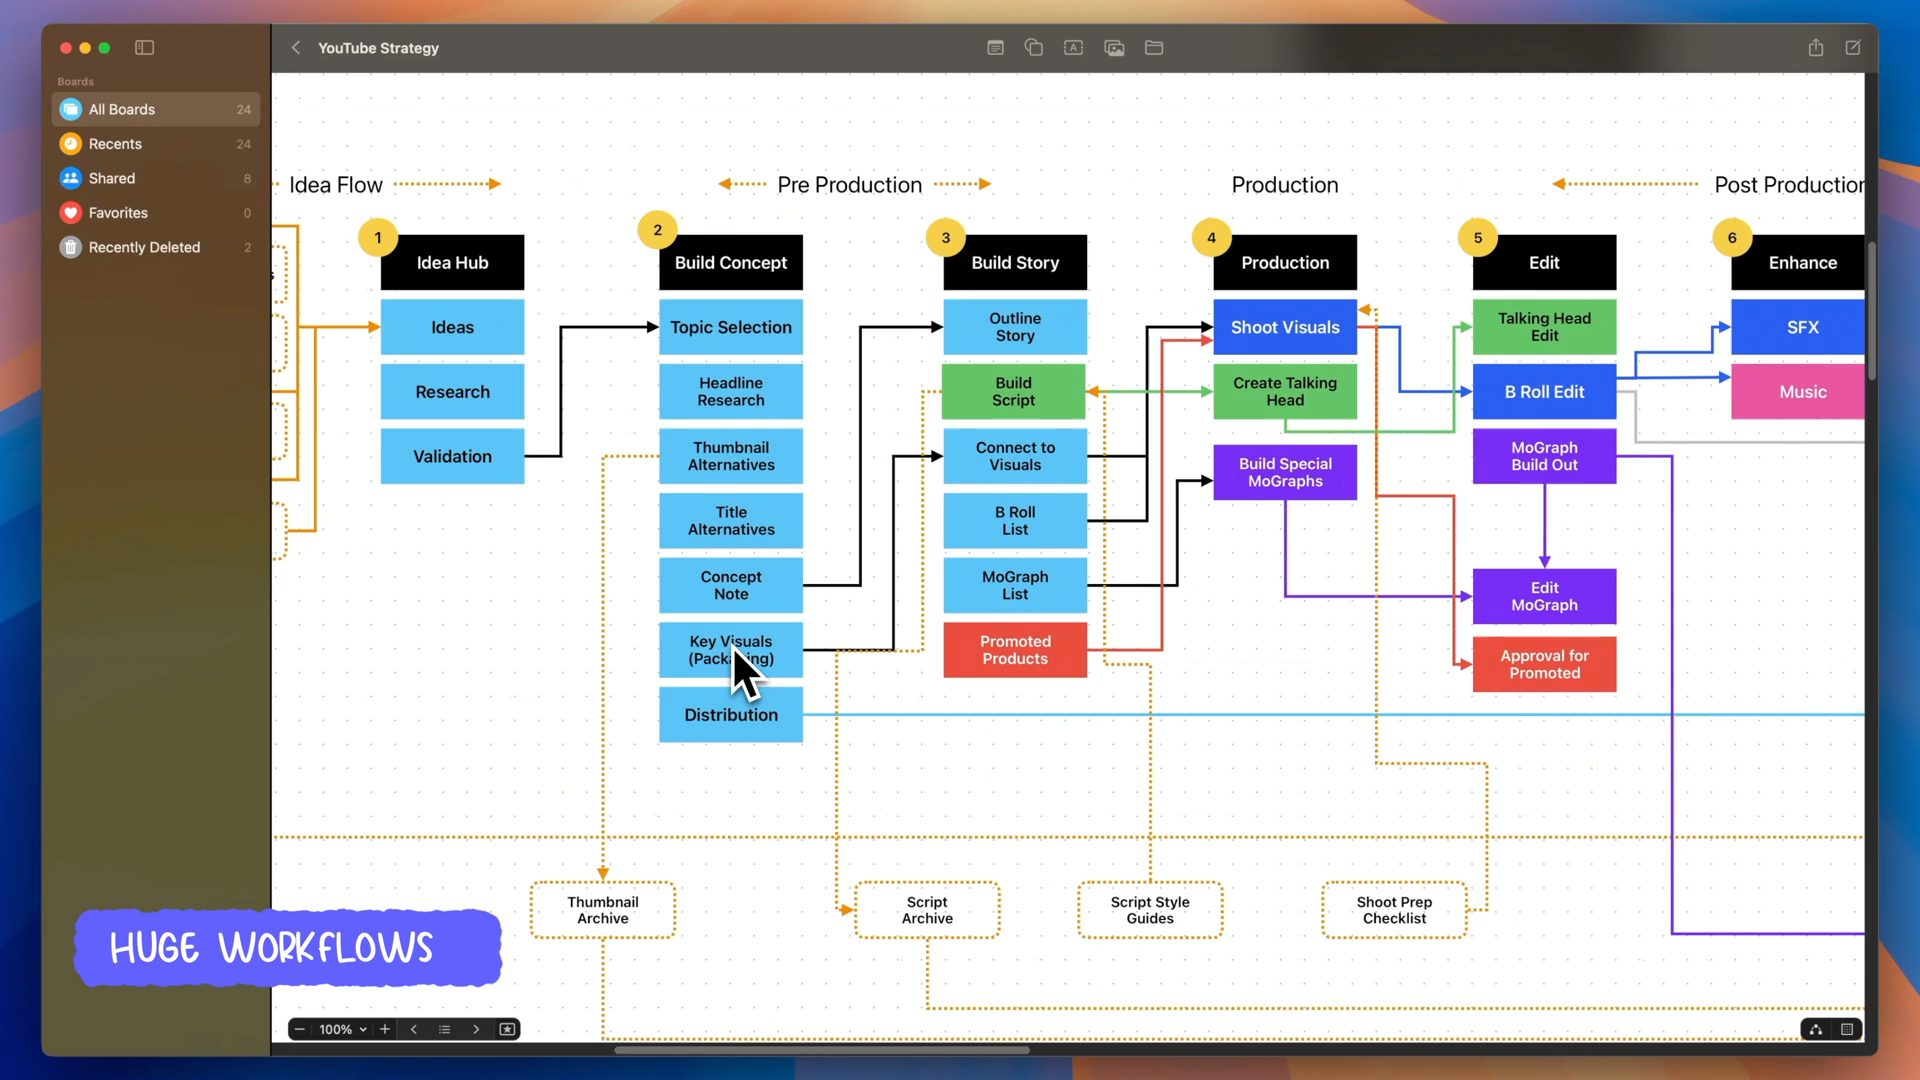 YouTube Strategy
Boards
All Boards 24
Recents 24
Shared 8
Favorites 0
Recently Deleted 2
Idea Flow
Pre Production
Production
Post Production
1
Idea Hub
Ideas
Research
Validation
2
Build Concept
Topic Selection
Headline
Research
Thumbnail
Alternatives
Title
Alternatives
Concept
Note
Key Visuals
(Packaging)
Distribution
3
Build Story
Outline
Story
Build
Script
Connect to
Visuals
B Roll
List
MoGraph
List
Promoted
Products
4
Production
Shoot Visuals
Create Talking
Head
Build Special
MoGraphs
5
Edit
Talking Head
Edit
B Roll Edit
MoGraph
Build Out
Edit
MoGraph
Approval for
Promoted
6
Enhance
SFX
Music
Thumbnail
Archive
Script
Archive
Script Style
Guides
Shoot Prep
Checklist
HUGE WORKFLOWS
100%